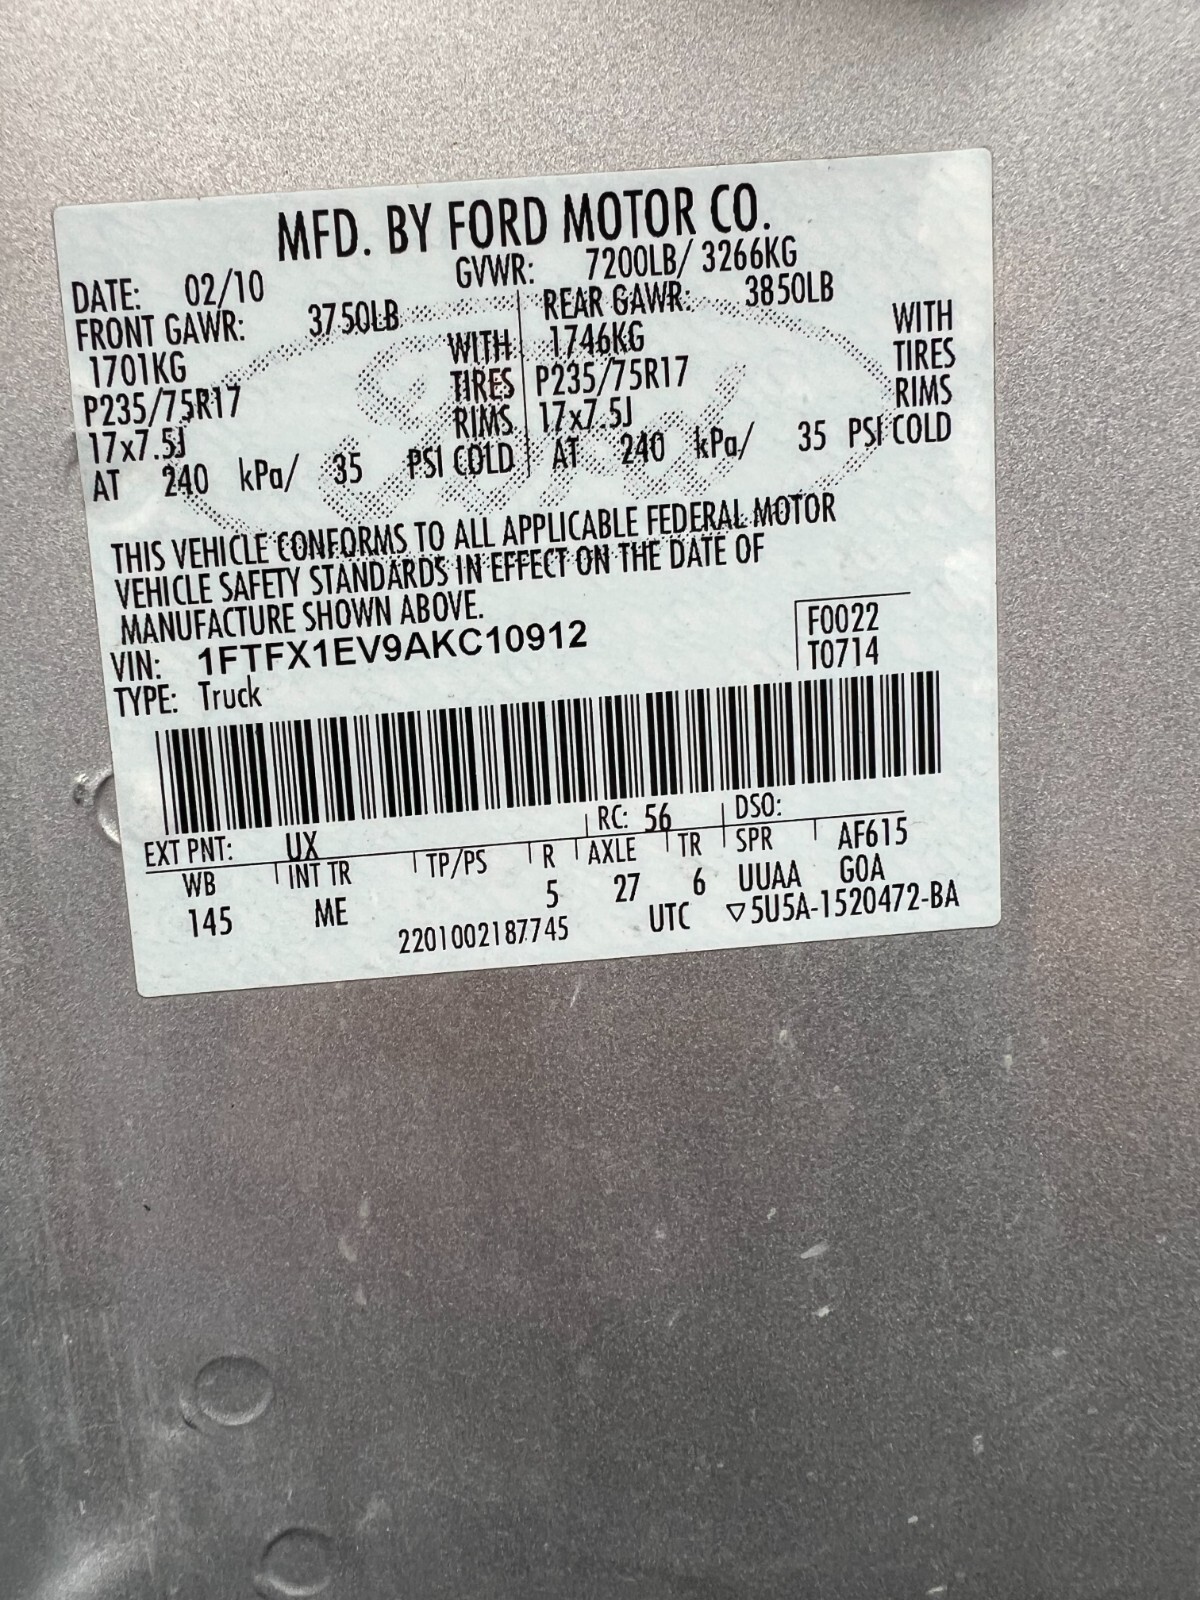 MFD. BY FORD MOTOR CO.
DATE: 02/10 GVWR: 7200LB/ 3266KG
FRONT GAWR: 3750LB REAR GAWR: 3850LB
1701KG WITH 1746KG WITH
P235/75R17 TIRES P235/75R17 TIRES
17x7.5J RIMS 17x7.5J RIMS
AT 240 kPa/ 35 PSI COLD AT 240 kPa/ 35 PSI COLD
THIS VEHICLE CONFORMS TO ALL APPLICABLE FEDERAL MOTOR
VEHICLE SAFETY STANDARDS IN EFFECT ON THE DATE OF
MANUFACTURE SHOWN ABOVE.
VIN: 1FTFX1EV9AKC10912 F0022
TYPE: Truck T0714
EXT PNT: UX RC: 56 DSO:
WB INT TR TP/PS R AXLE TR SPR AF615
145 ME 5 27 6 UUAA G0A
2201002187745 UTC ▽5U5A-1520472-BA